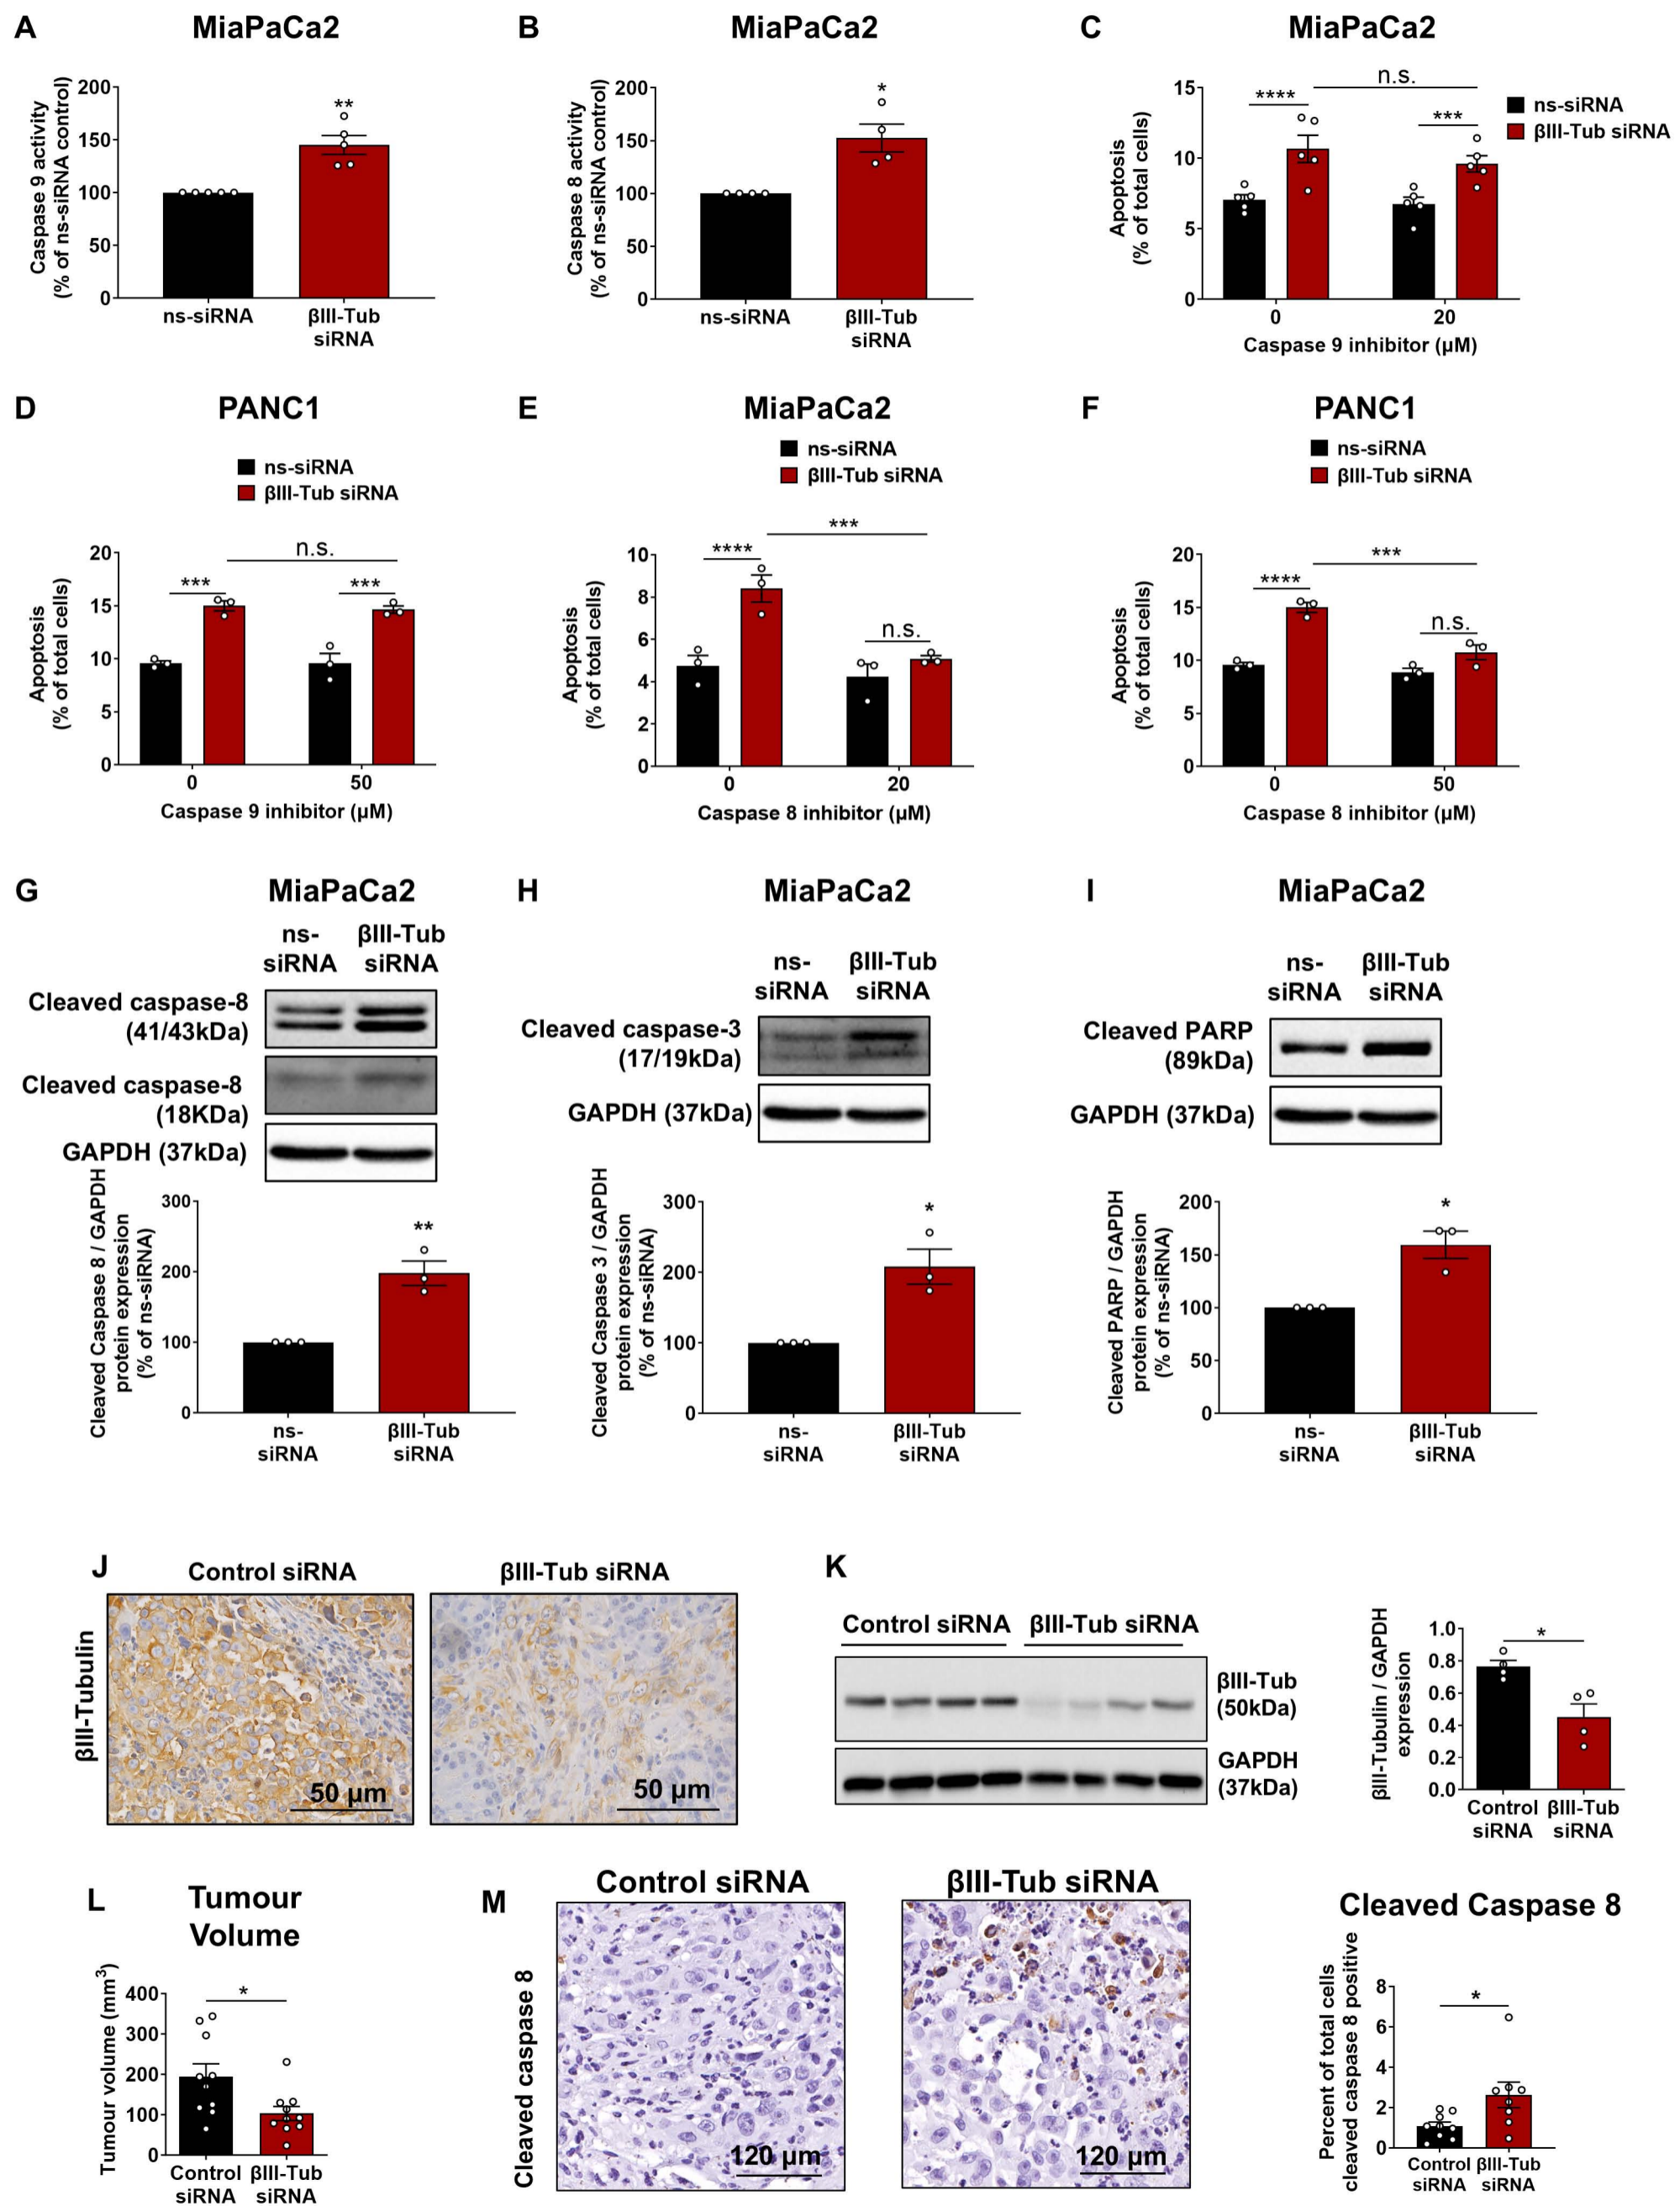 A
MiaPaCa2
Caspase 9 activity
(% of ns-siRNA control)
200
150
100
50
0
**
ns-siRNA
βIII-Tub
siRNA
B
MiaPaCa2
Caspase 8 activity
(% of ns-siRNA control)
200
150
100
50
0
*
ns-siRNA
βIII-Tub
siRNA
C
MiaPaCa2
Apoptosis
(% of total cells)
15
10
5
0
n.s.
****
***
ns-siRNA
βIII-Tub siRNA
0
20
Caspase 9 inhibitor (µM)
D
PANC1
ns-siRNA
βIII-Tub siRNA
Apoptosis
(% of total cells)
20
15
10
5
0
n.s.
***
***
0
50
Caspase 9 inhibitor (µM)
E
MiaPaCa2
ns-siRNA
βIII-Tub siRNA
Apoptosis
(% of total cells)
10
8
6
4
2
0
***
****
n.s.
0
20
Caspase 8 inhibitor (µM)
F
PANC1
ns-siRNA
βIII-Tub siRNA
Apoptosis
(% of total cells)
20
15
10
5
0
***
****
n.s.
0
50
Caspase 8 inhibitor (µM)
G
MiaPaCa2
ns-
siRNA
βIII-Tub
siRNA
Cleaved caspase-8
(41/43kDa)
Cleaved caspase-8
(18KDa)
GAPDH (37kDa)
Cleaved Caspase 8 / GAPDH
protein expression
(% of ns-siRNA)
300
200
100
0
**
ns-
siRNA
βIII-Tub
siRNA
H
MiaPaCa2
ns-
siRNA
βIII-Tub
siRNA
Cleaved caspase-3
(17/19kDa)
GAPDH (37kDa)
Cleaved Caspase 3 / GAPDH
protein expression
(% of ns-siRNA)
300
200
100
0
*
ns-
siRNA
βIII-Tub
siRNA
I
MiaPaCa2
ns-
siRNA
βIII-Tub
siRNA
Cleaved PARP
(89kDa)
GAPDH (37kDa)
Cleaved PARP / GAPDH
protein expression
(% of ns-siRNA)
200
150
100
50
0
*
ns-
siRNA
βIII-Tub
siRNA
J
Control siRNA
βIII-Tub siRNA
βIII-Tubulin
50 µm
50 µm
K
Control siRNA
βIII-Tub siRNA
βIII-Tub
(50kDa)
GAPDH
(37kDa)
βIII-Tubulin / GAPDH
expression
1.0
0.8
0.6
0.4
0.2
0.0
*
Control
siRNA
βIII-Tub
siRNA
L
Tumour
Volume
Tumour volume (mm³)
400
300
200
100
0
*
Control
siRNA
βIII-Tub
siRNA
M
Control siRNA
βIII-Tub siRNA
Cleaved caspase 8
120 µm
120 µm
Cleaved Caspase 8
Percent of total cells
cleaved caspase 8 positive
8
6
4
2
0
*
Control
siRNA
βIII-Tub
siRNA